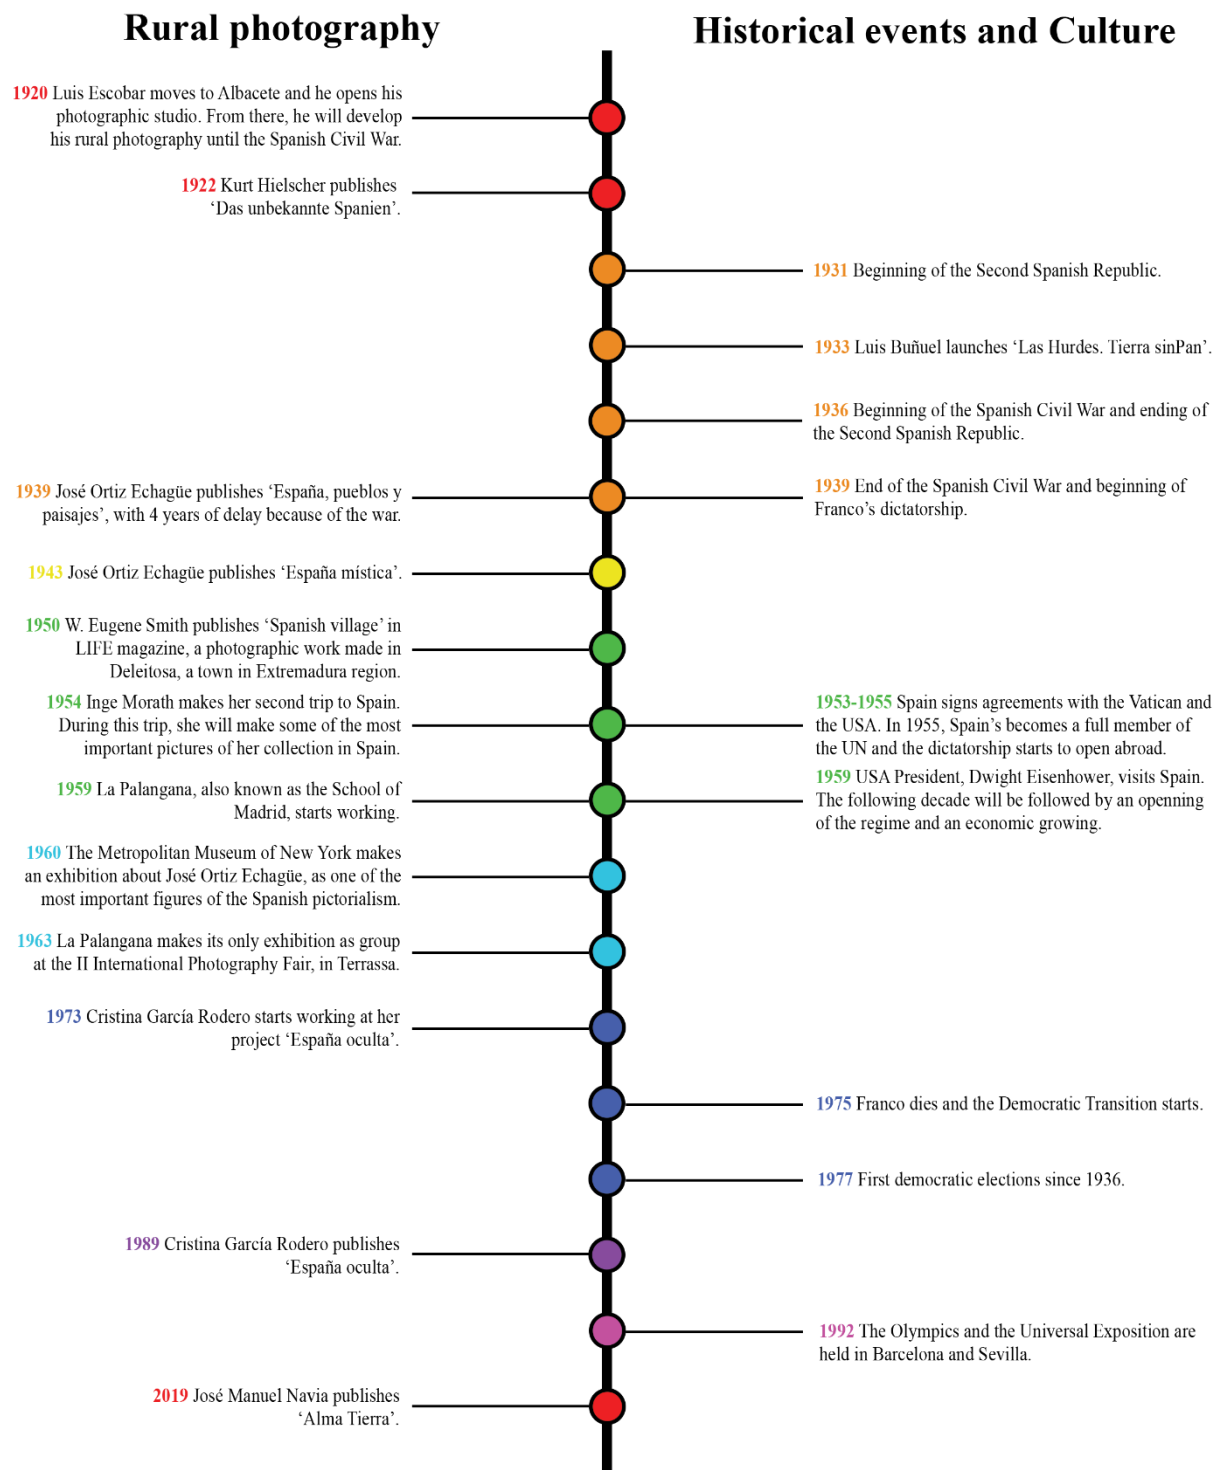 Rural photography
Historical events and Culture
1920 Luis Escobar moves to Albacete and he opens his
photographic studio. From there, he will develop
his rural photography until the Spanish Civil War.
1922 Kurt Hielscher publishes
‘Das unbekannte Spanien’.
1931 Beginning of the Second Spanish Republic.
1933 Luis Buñuel launches ‘Las Hurdes. Tierra sinPan’.
1936 Beginning of the Spanish Civil War and ending of
the Second Spanish Republic.
1939 José Ortiz Echagüe publishes ‘España, pueblos y
paisajes’, with 4 years of delay because of the war.
1939 End of the Spanish Civil War and beginning of
Franco’s dictatorship.
1943 José Ortiz Echagüe publishes ‘España mística’.
1950 W. Eugene Smith publishes ‘Spanish village’ in
LIFE magazine, a photographic work made in
Deleitosa, a town in Extremadura region.
1954 Inge Morath makes her second trip to Spain.
During this trip, she will make some of the most
important pictures of her collection in Spain.
1953-1955 Spain signs agreements with the Vatican and
the USA. In 1955, Spain’s becomes a full member of
the UN and the dictatorship starts to open abroad.
1959 La Palangana, also known as the School of
Madrid, starts working.
1959 USA President, Dwight Eisenhower, visits Spain.
The following decade will be followed by an openning
of the regime and an economic growing.
1960 The Metropolitan Museum of New York makes
an exhibition about José Ortiz Echagüe, as one of the
most important figures of the Spanish pictorialism.
1963 La Palangana makes its only exhibition as group
at the II International Photography Fair, in Terrassa.
1973 Cristina García Rodero starts working at her
project ‘España oculta’.
1975 Franco dies and the Democratic Transition starts.
1977 First democratic elections since 1936.
1989 Cristina García Rodero publishes
‘España oculta’.
1992 The Olympics and the Universal Exposition are
held in Barcelona and Sevilla.
2019 José Manuel Navia publishes
‘Alma Tierra’.